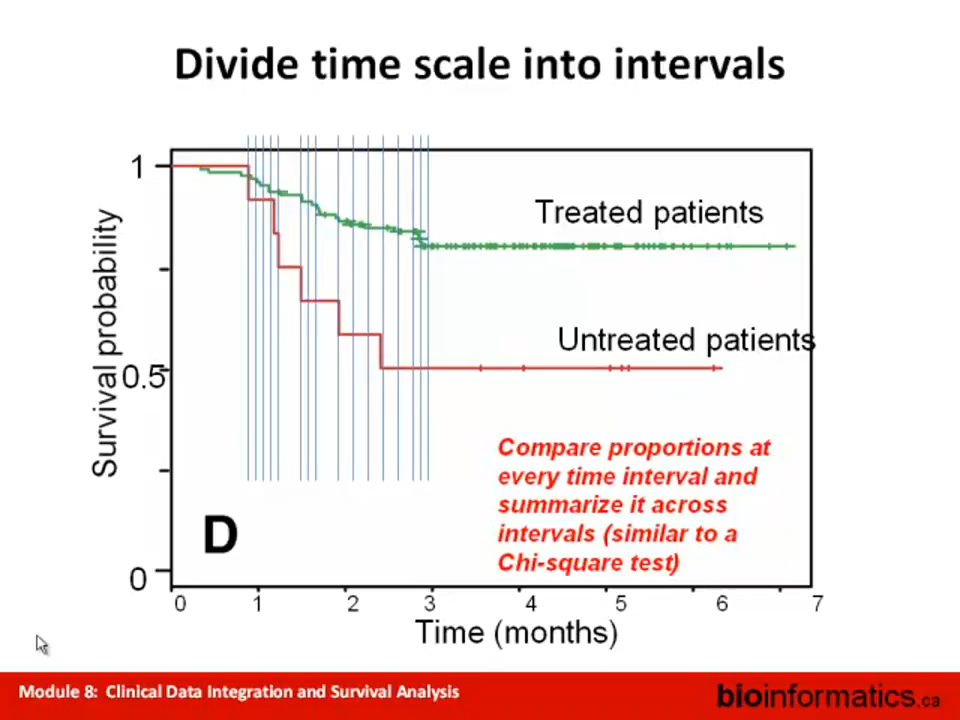 Divide time scale into intervals
1
0.5
0
Survival probability
Treated patients
Untreated patients
Compare proportions at
every time interval and
summarize it across
intervals (similar to a
Chi-square test)
D
0 1 2 3 4 5 6 7
Time (months)
Module 8: Clinical Data Integration and Survival Analysis
bioinformatics.ca